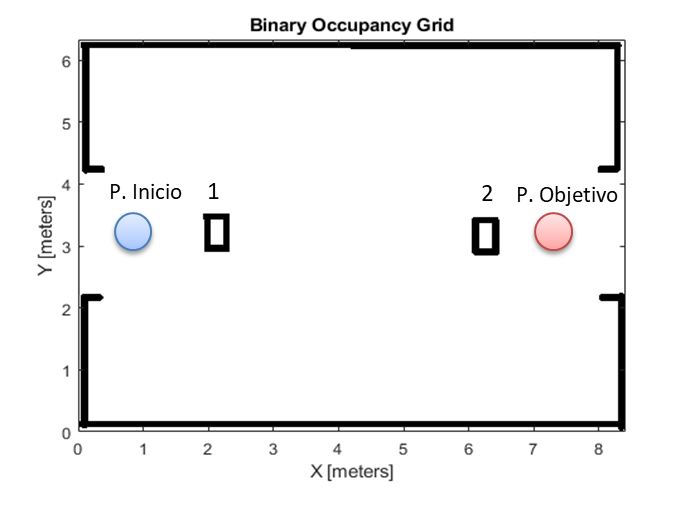 Binary Occupancy Grid
6
5
4
3
2
1
0
Y [meters]
P. Inicio
1
2
P. Objetivo
0 1 2 3 4 5 6 7 8
X [meters]